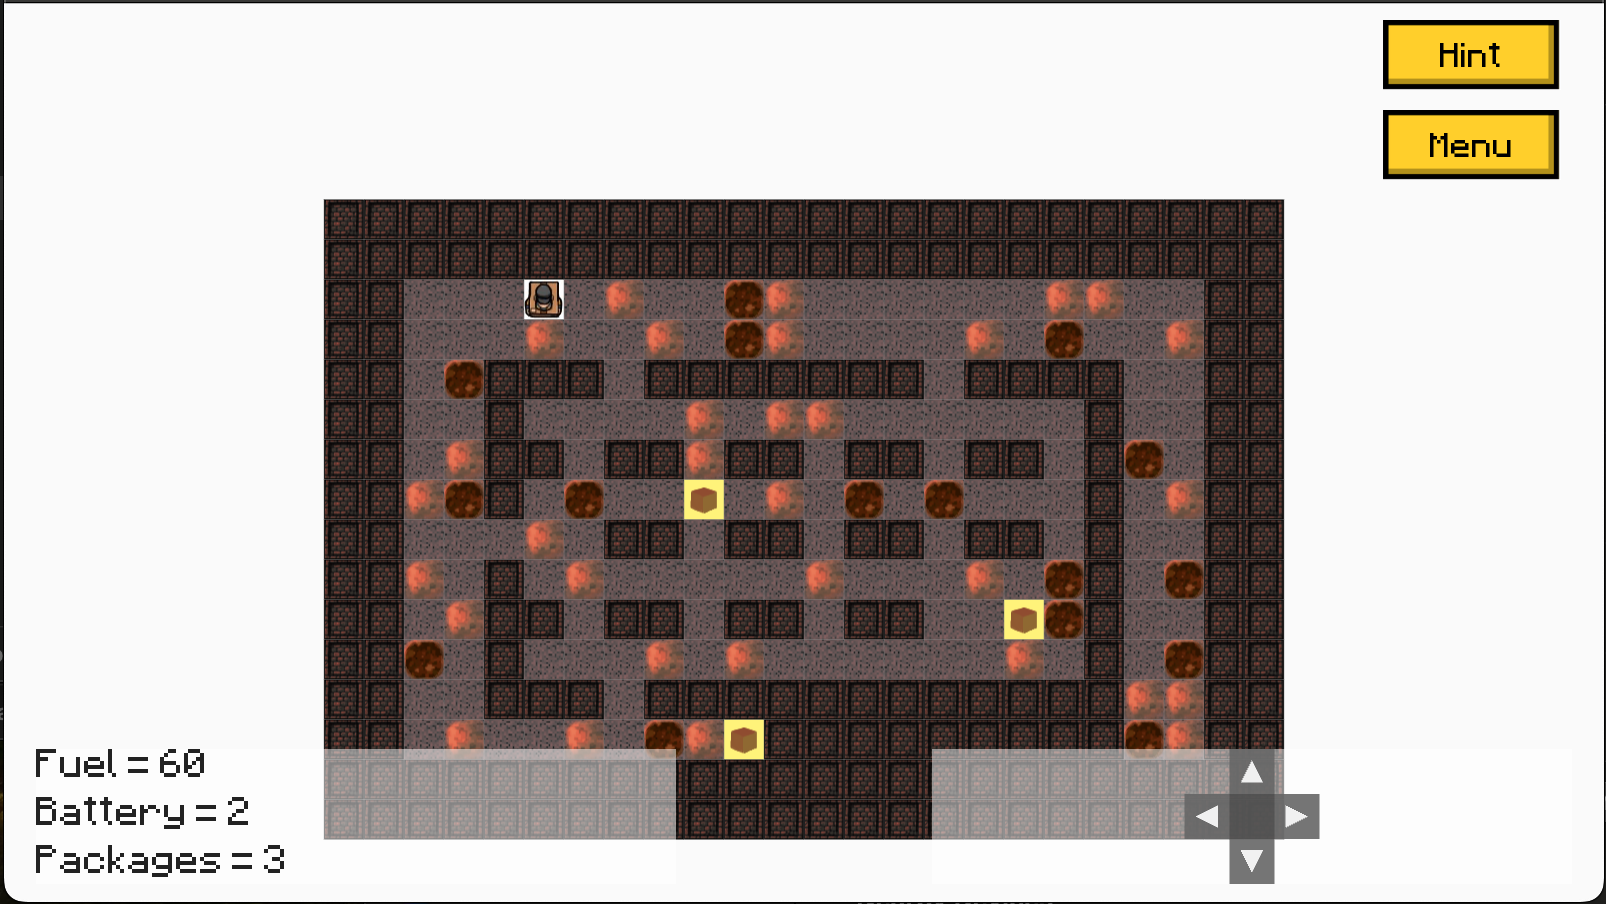 Hint
Menu
Fuel = 60
Battery = 2
Packages = 3